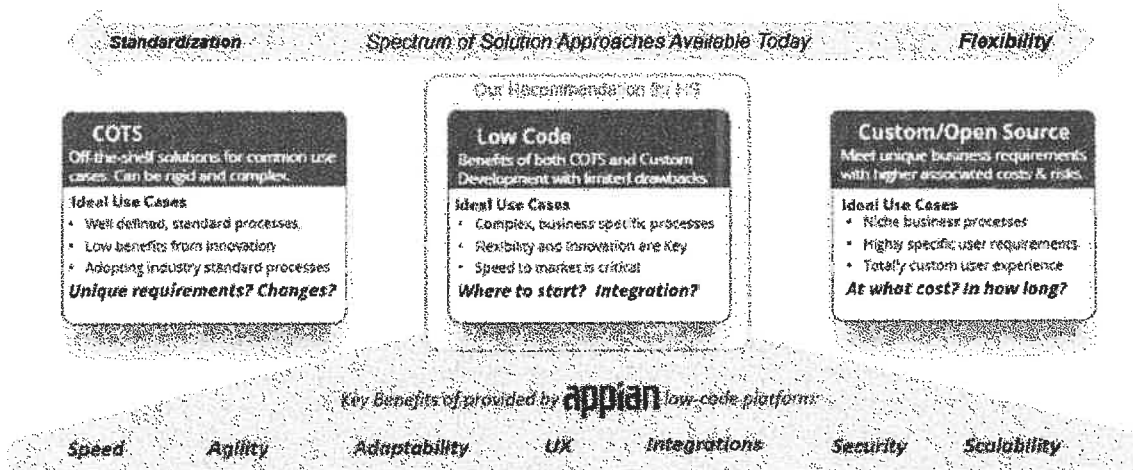 Standardization
Spectrum of Solution Approaches Available Today
Flexibility
Our Recommendation for
COTS
Off-the-shelf solutions for common use
cases. Can be rigid and complex.
Ideal Use Cases
• Well defined, standard processes
• Low benefits from innovation
• Adopting industry standard processes
Unique requirements? Changes?
Low Code
Benefits of both COTS and Custom
Development with limited drawbacks
Ideal Use Cases
• Complex, business specific processes
• Flexibility and innovation are Key
• Speed to market is critical
Where to start? Integration?
Custom/Open Source
Meet unique business requirements
with higher associated costs & risks.
Ideal Use Cases
• Niche business processes
• Highly specific user requirements
• Totally custom user experience
At what cost? In how long?
Key Benefits of provided by appian low-code platform
Speed
Agility
Adaptability
UX
Integrations
Security
Scalability